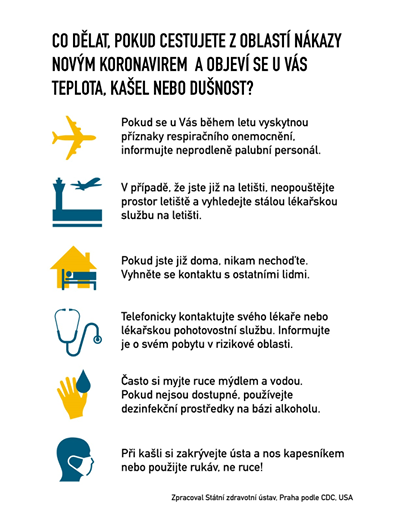 CO DĚLAT, POKUD CESTUJETE Z OBLASTÍ NÁKAZY
NOVÝM KORONAVIREM A OBJEVÍ SE U VÁS
TEPLOTA, KAŠEL NEBO DUŠNOST?
Pokud se u Vás během letu vyskytnou
příznaky respiračního onemocnění,
informujte neprodleně palubní personál.
V případě, že jste již na letišti, neopouštějte
prostor letiště a vyhledejte stálou lékařskou
službu na letišti.
Pokud jste již doma, nikam nechoďte.
Vyhněte se kontaktu s ostatními lidmi.
Telefonicky kontaktujte svého lékaře nebo
lékařskou pohotovostní službu. Informujte
je o svém pobytu v rizikové oblasti.
Často si myjte ruce mýdlem a vodou.
Pokud nejsou dostupné, používejte
dezinfekční prostředky na bázi alkoholu.
Při kašli si zakrývejte ústa a nos kapesníkem
nebo použijte rukáv, ne ruce!
Zpracoval Státní zdravotní ústav, Praha podle CDC, USA